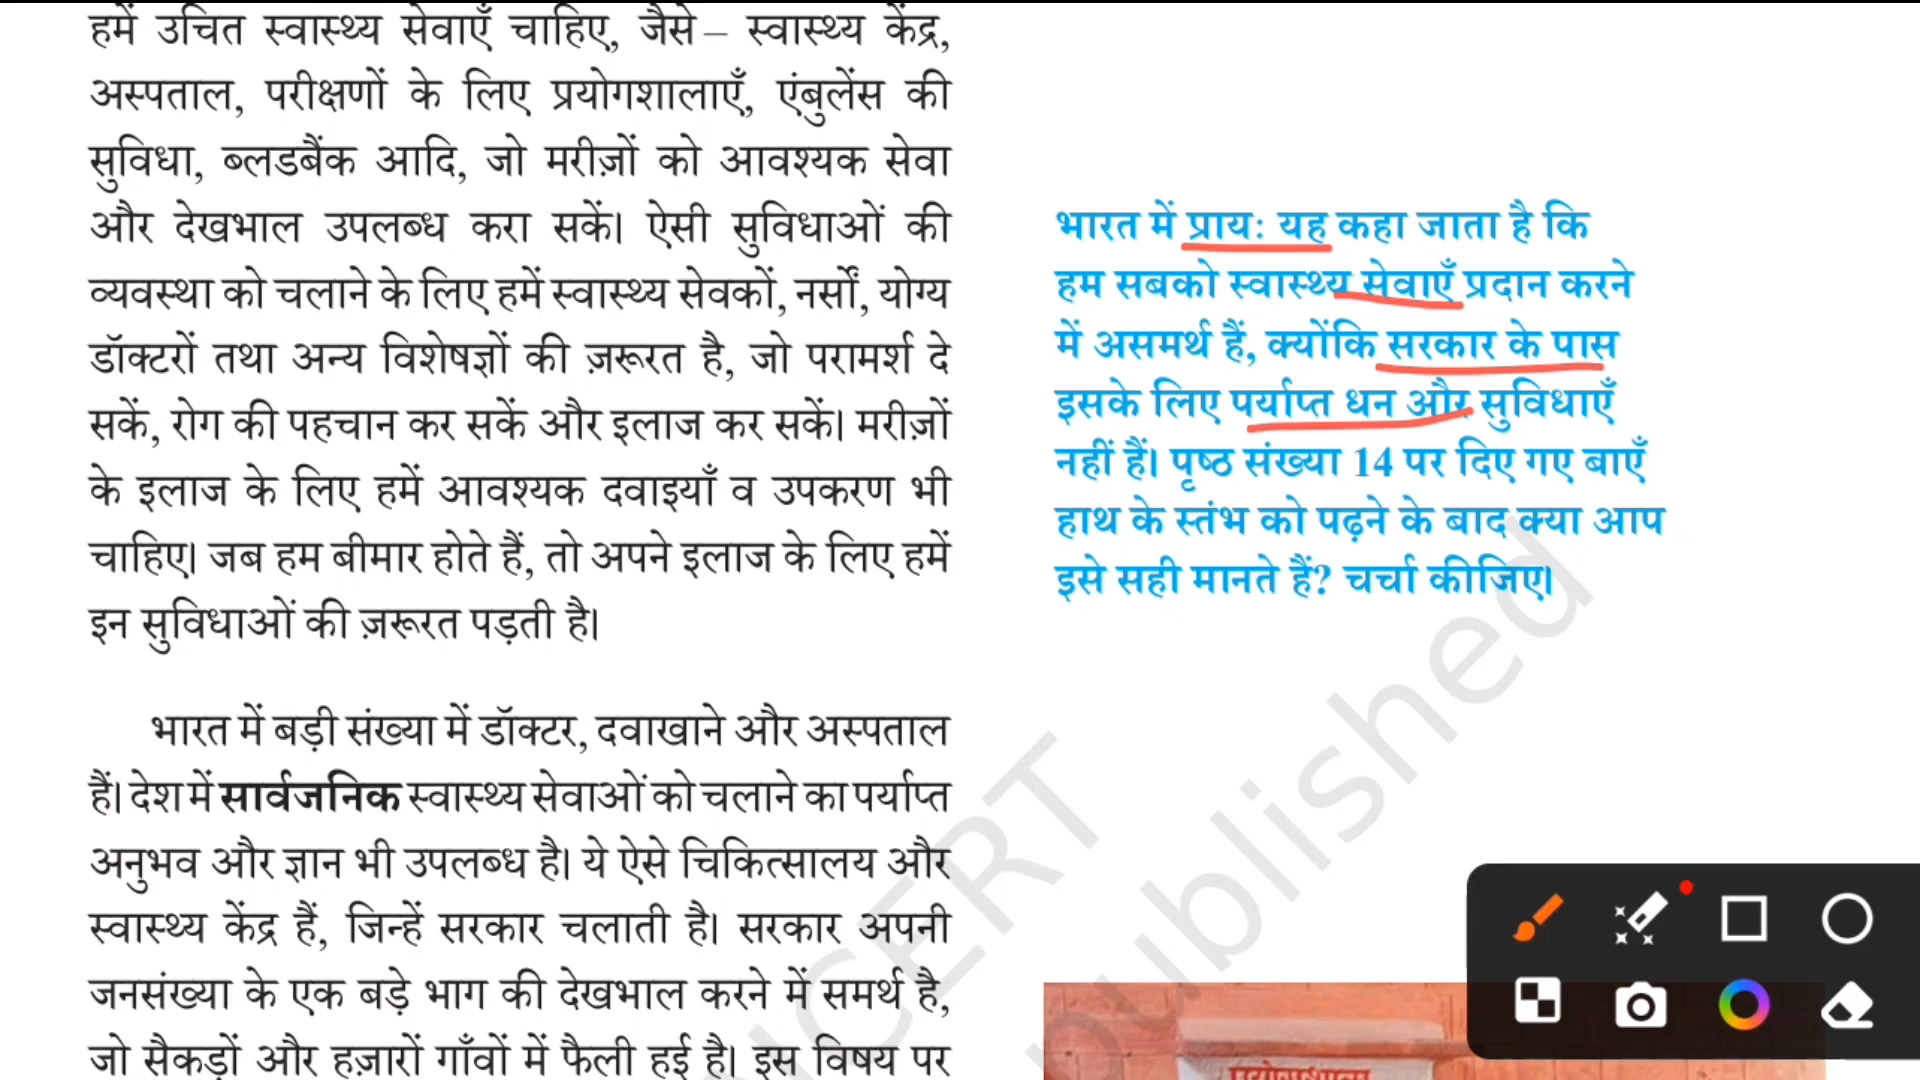 हमें उचित स्वास्थ्य सेवाएँ चाहिए, जैसे – स्वास्थ्य केंद्र,
अस्पताल, परीक्षणों के लिए प्रयोगशालाएँ, एंबुलेंस की
सुविधा, ब्लडबैंक आदि, जो मरीज़ों को आवश्यक सेवा
और देखभाल उपलब्ध करा सकें। ऐसी सुविधाओं की
व्यवस्था को चलाने के लिए हमें स्वास्थ्य सेवकों, नर्सों, योग्य
डॉक्टरों तथा अन्य विशेषज्ञों की ज़रूरत है, जो परामर्श दे
सकें, रोग की पहचान कर सकें और इलाज कर सकें। मरीज़ों
के इलाज के लिए हमें आवश्यक दवाइयाँ व उपकरण भी
चाहिए। जब हम बीमार होते हैं, तो अपने इलाज के लिए हमें
इन सुविधाओं की ज़रूरत पड़ती है।
भारत में बड़ी संख्या में डॉक्टर, दवाखाने और अस्पताल
हैं। देश में सार्वजनिक स्वास्थ्य सेवाओं को चलाने का पर्याप्त
अनुभव और ज्ञान भी उपलब्ध है। ये ऐसे चिकित्सालय और
स्वास्थ्य केंद्र हैं, जिन्हें सरकार चलाती है। सरकार अपनी
जनसंख्या के एक बड़े भाग की देखभाल करने में समर्थ है,
जो सैकड़ों और हज़ारों गाँवों में फैली हुई है। इस विषय पर
भारत में प्राय: यह कहा जाता है कि
हम सबको स्वास्थ्य सेवाएँ प्रदान करने
में असमर्थ हैं, क्योंकि सरकार के पास
इसके लिए पर्याप्त धन और सुविधाएँ
नहीं हैं। पृष्ठ संख्या 14 पर दिए गए बाएँ
हाथ के स्तंभ को पढ़ने के बाद क्या आप
इसे सही मानते हैं? चर्चा कीजिए।
NCERT
published